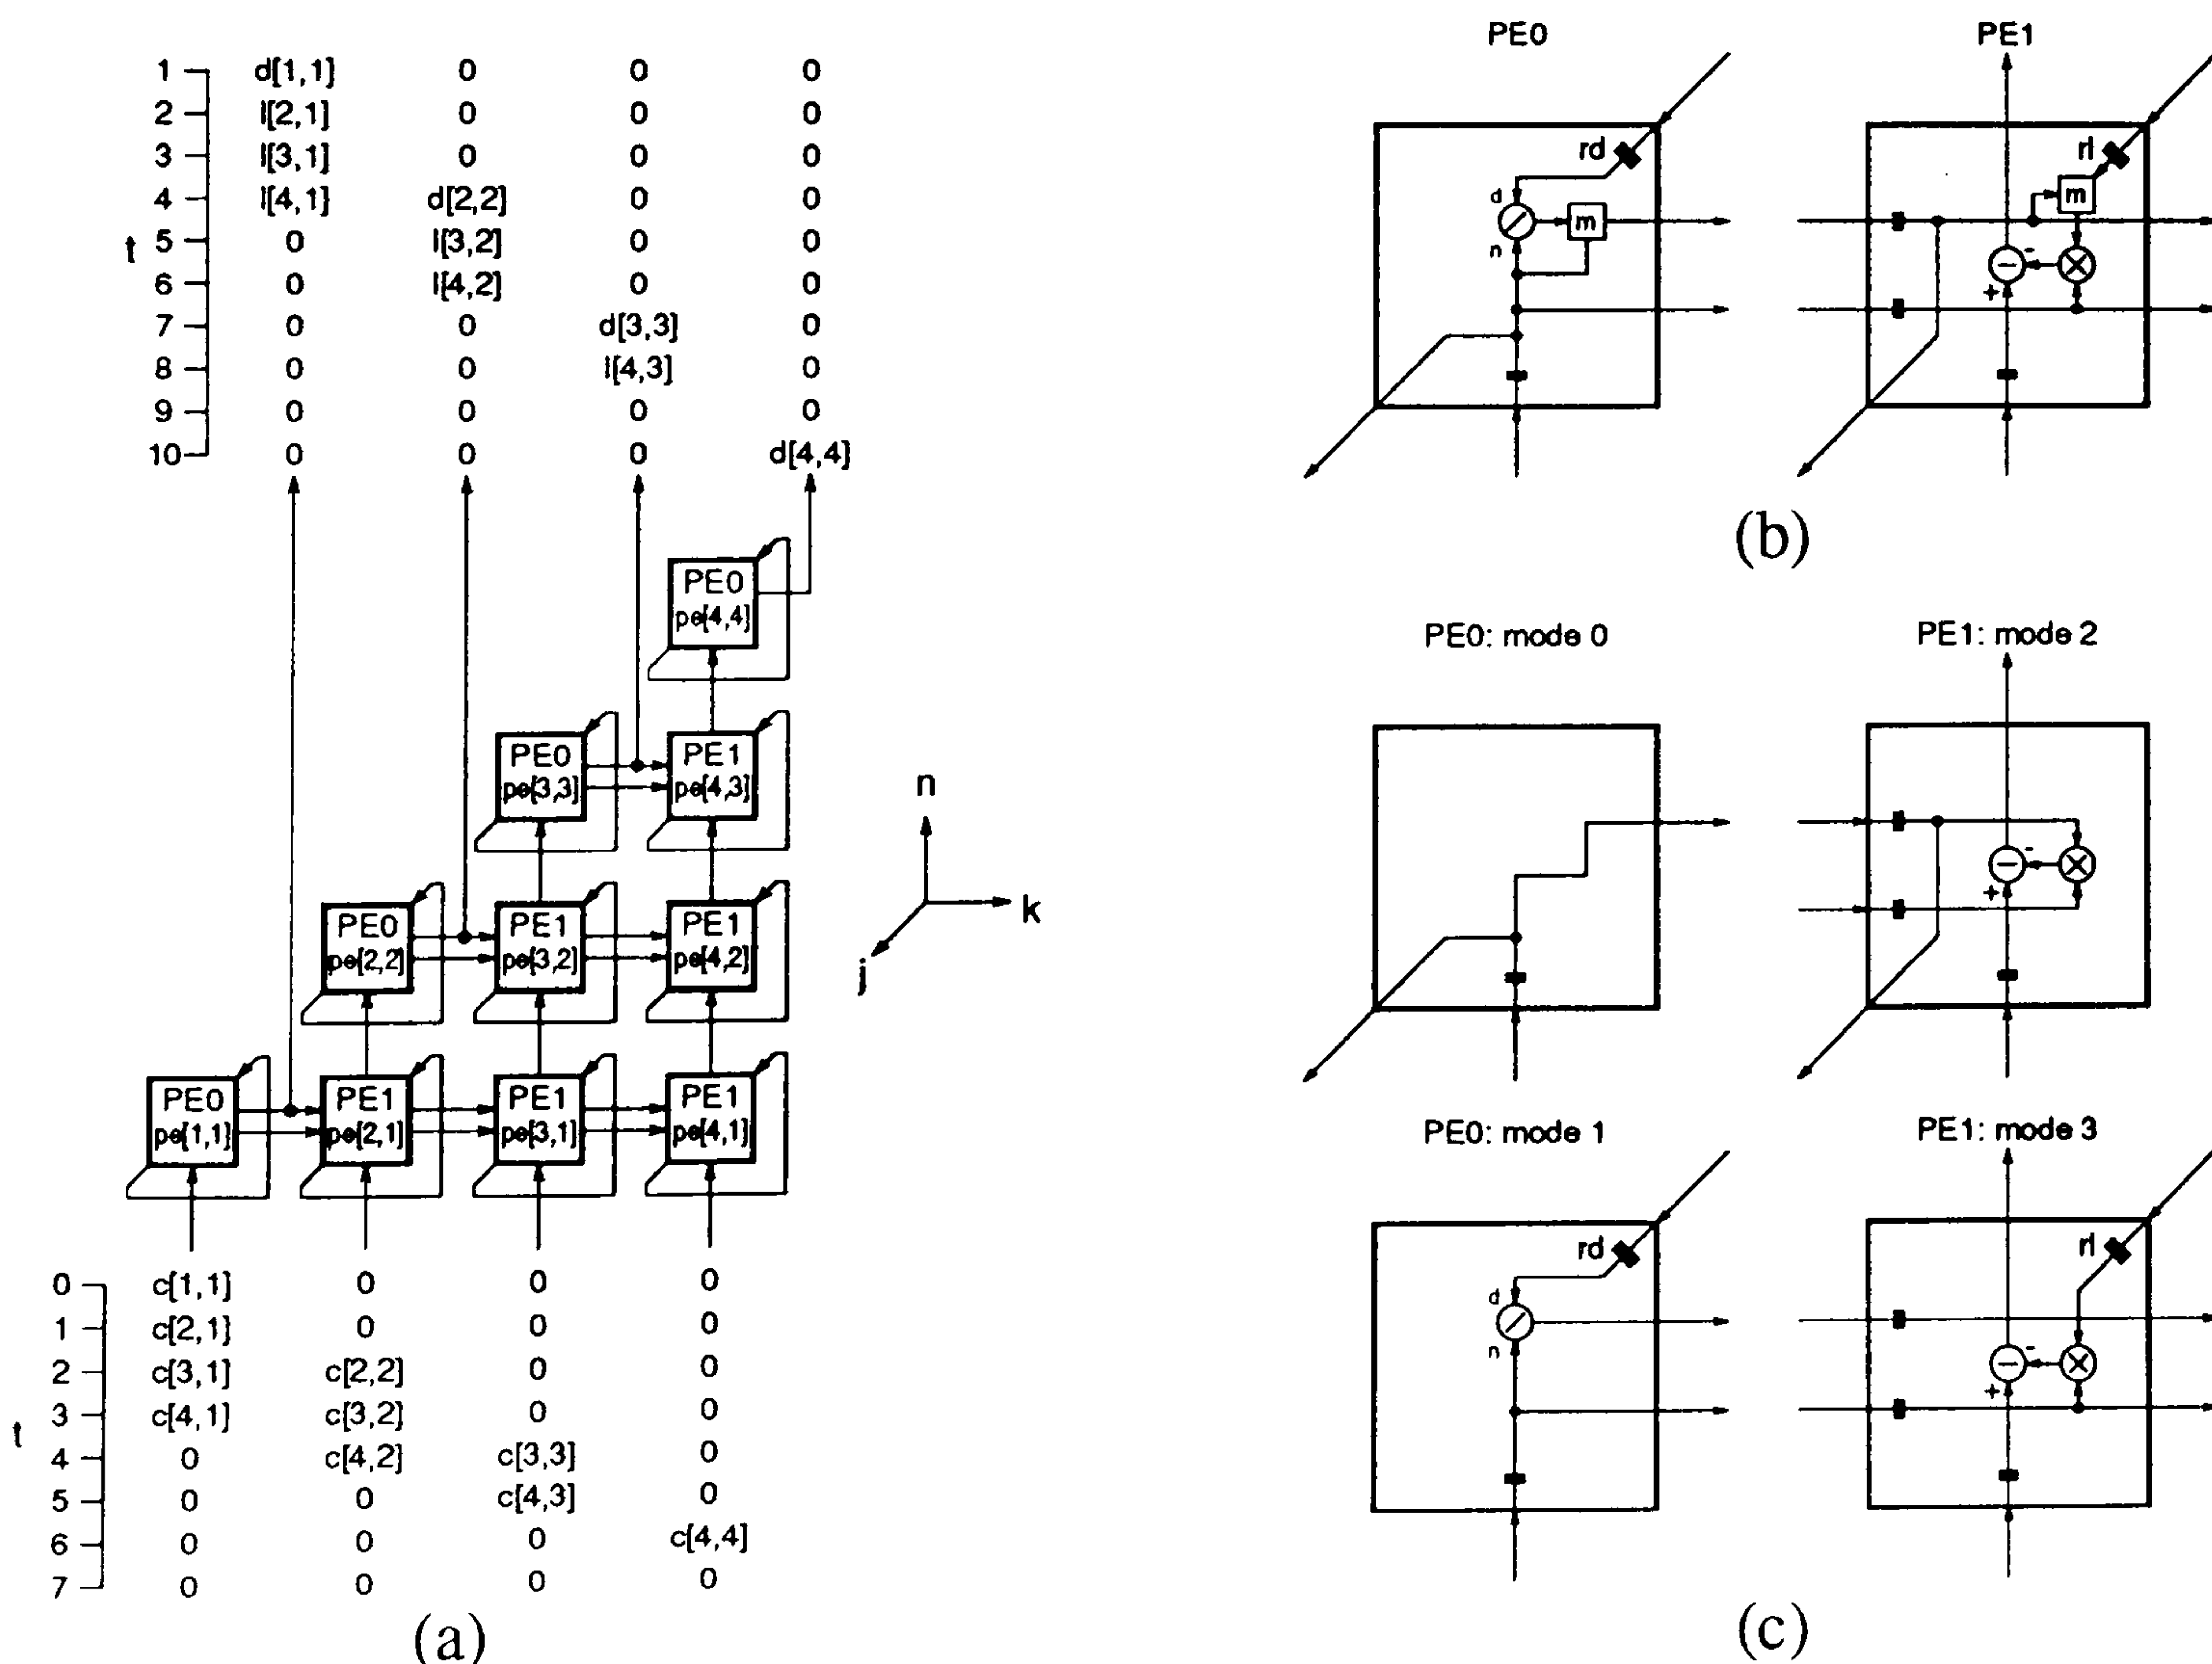 1 d[1,1] 0 0 0
2 l[2,1] 0 0 0
3 l[3,1] 0 0 0
4 l[4,1] d[2,2] 0 0
t 5 0 l[3,2] 0 0
6 0 l[4,2] 0 0
7 0 0 d[3,3] 0
8 0 0 l[4,3] 0
9 0 0 0 0
10 0 0 0 d[4,4]
PE0
pe[4,4]
PE0 PE1
pe[3,3] pe[4,3]
PE0 PE1 PE1
pe[2,2] pe[3,2] pe[4,2]
PE0 PE1 PE1 PE1
pe[1,1] pe[2,1] pe[3,1] pe[4,1]
n
k
j
0 c[1,1] 0 0 0
1 c[2,1] 0 0 0
2 c[3,1] c[2,2] 0 0
3 c[4,1] c[3,2] 0 0
t
4 0 c[4,2] c[3,3] 0
5 0 0 c[4,3] 0
6 0 0 0 c[4,4]
7 0 0 0 0
(a)
PE0 PE1
rd rl
d m
m
n - −
+ ×
(b)
PE0: mode 0 PE1: mode 2
- −
+ ×
PE0: mode 1 PE1: mode 3
rd rl
d
n - −
+ ×
(c)